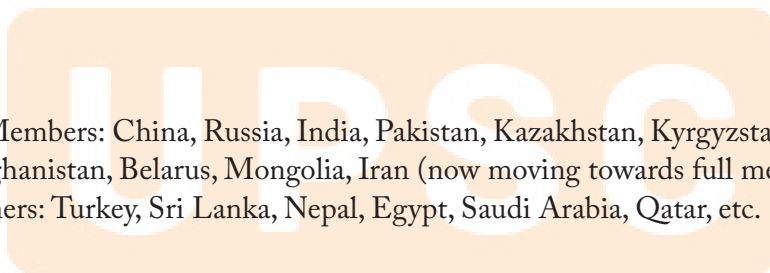 UPSC
Members: China, Russia, India, Pakistan, Kazakhstan, Kyrgyzsta
ghanistan, Belarus, Mongolia, Iran (now moving towards full me
ers: Turkey, Sri Lanka, Nepal, Egypt, Saudi Arabia, Qatar, etc.